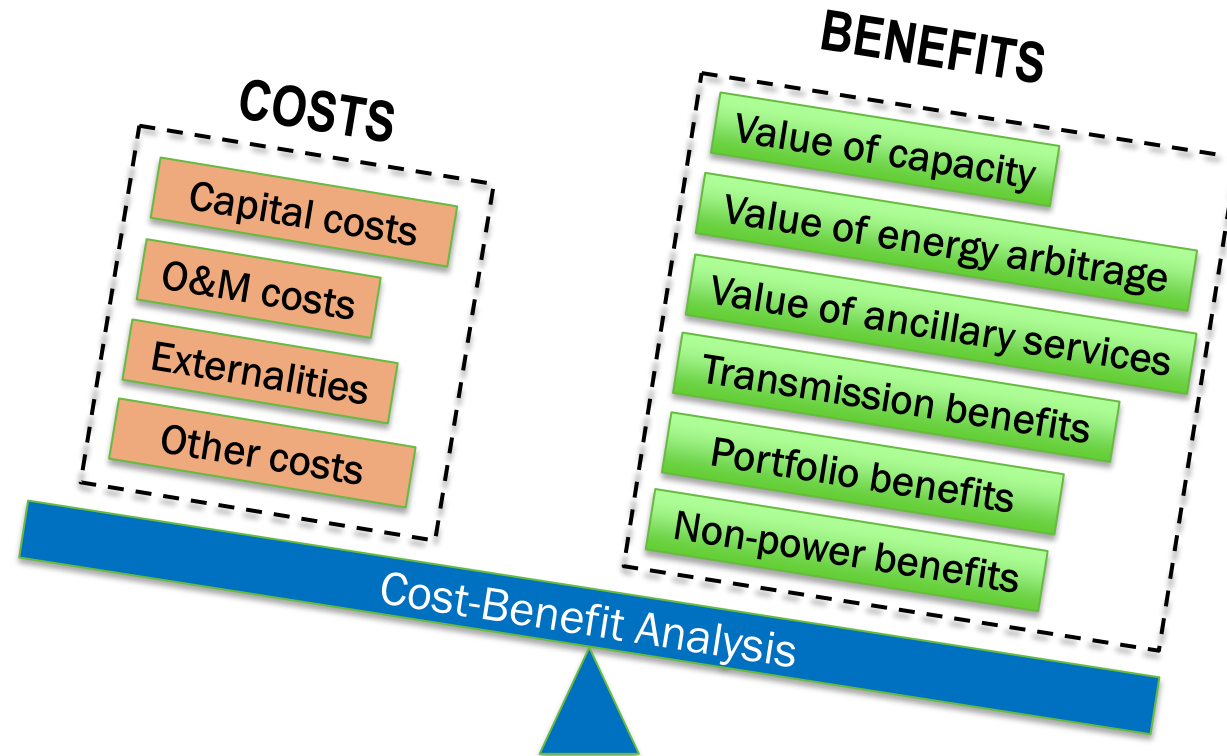 COSTS
Capital costs
O&M costs
Externalities
Other costs
BENEFITS
Value of capacity
Value of energy arbitrage
Value of ancillary services
Transmission benefits
Portfolio benefits
Non-power benefits
Cost-Benefit Analysis